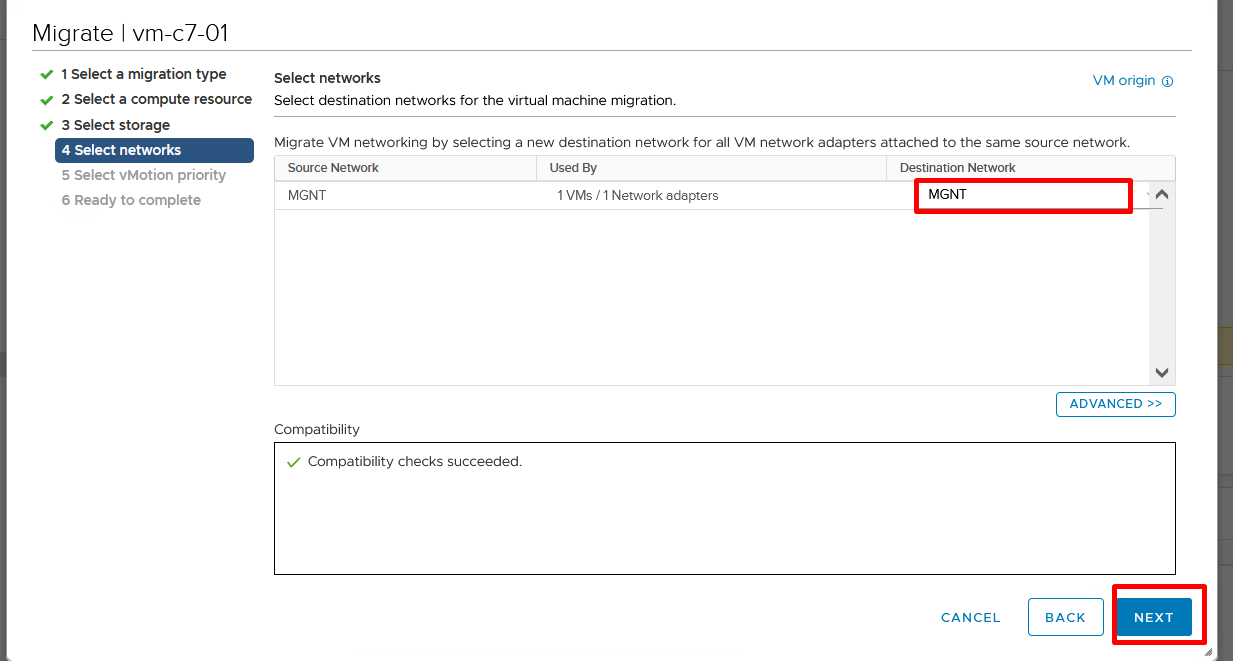 Migrate | vm-c7-01
1 Select a migration type
2 Select a compute resource
3 Select storage
4 Select networks
5 Select vMotion priority
6 Ready to complete
Select networks
VM origin
Select destination networks for the virtual machine migration.
Migrate VM networking by selecting a new destination network for all VM network adapters attached to the same source network.
Source Network Used By Destination Network
MGNT 1 VMs / 1 Network adapters MGNT
ADVANCED >>
Compatibility
Compatibility checks succeeded.
CANCEL BACK NEXT